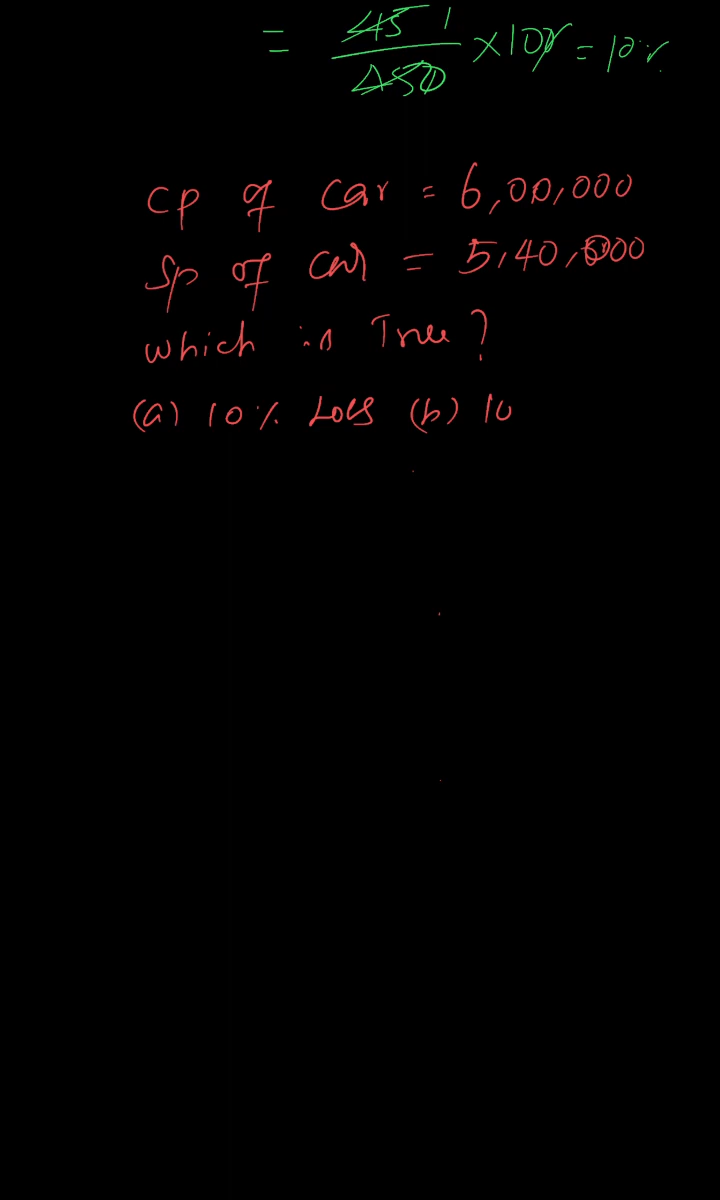 = 45 1 / 450 × 100 = 10%
CP of Car = 6,00,000
SP of Car = 5,40,000
which is True?
(a) 10% Loss (b) 10